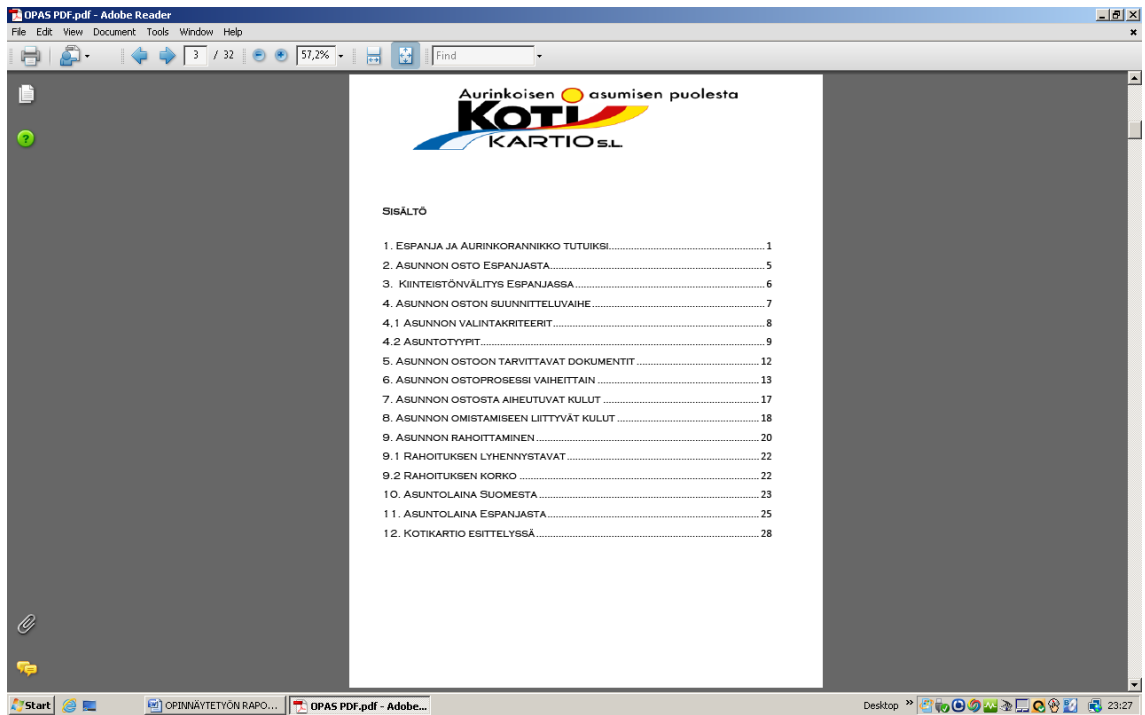 OPAS PDF.pdf - Adobe Reader
File Edit View Document Tools Window Help
3 / 32 57,2% Find
Aurinkoisen asumisen puolesta
KOTI
KARTIO S.L.
SISÄLTÖ
1. ESPANJA JA AURINKORANNIKKO TUTUIKSI 1
2. ASUNNON OSTO ESPANJASTA 5
3. KIINTEISTÖNVÄLITYS ESPANJASSA 6
4. ASUNNON OSTON SUUNNITTELUVAIHE 7
4,1 ASUNNON VALINTAKRITEERIT 8
4.2 ASUNTOTYYPIT 9
5. ASUNNON OSTOON TARVITTAVAT DOKUMENTIT 12
6. ASUNNON OSTOPROSESSI VAIHEITTAIN 13
7. ASUNNON OSTOSTA AIHEUTUVAT KULUT 17
8. ASUNNON OMISTAMISEEN LIITTYVÄT KULUT 18
9. ASUNNON RAHOITTAMINEN 20
9.1 RAHOITUKSEN LYHENNYSTAVAT 22
9.2 RAHOITUKSEN KORKO 22
10. ASUNTOLAINA SUOMESTA 23
11. ASUNTOLAINA ESPANJASTA 25
12. KOTIKARTIO ESITTELYSSÄ 28
Start OPINNÄYTETYÖN RAPO... OPAS PDF.pdf - Adobe... Desktop » 23:27